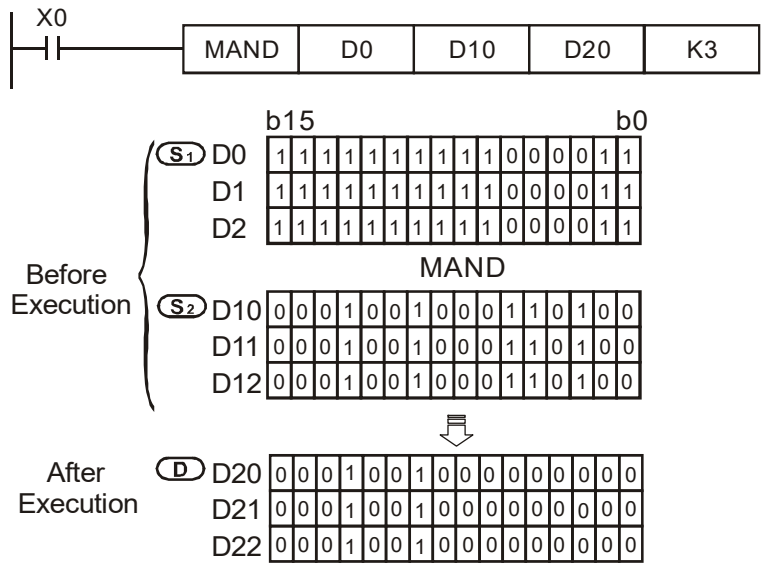 X0
MAND D0 D10 D20 K3
b15 b0
S1 D0 1 1 1 1 1 1 1 1 1 1 0 0 0 0 1 1
D1 1 1 1 1 1 1 1 1 1 1 0 0 0 0 1 1
D2 1 1 1 1 1 1 1 1 1 1 0 0 0 0 1 1
MAND
Before
Execution
S2 D10 0 0 0 1 0 0 1 0 0 0 1 1 0 1 0 0
D11 0 0 0 1 0 0 1 0 0 0 1 1 0 1 0 0
D12 0 0 0 1 0 0 1 0 0 0 1 1 0 1 0 0
After
Execution
D D20 0 0 0 1 0 0 1 0 0 0 0 0 0 0 0 0
D21 0 0 0 1 0 0 1 0 0 0 0 0 0 0 0 0
D22 0 0 0 1 0 0 1 0 0 0 0 0 0 0 0 0